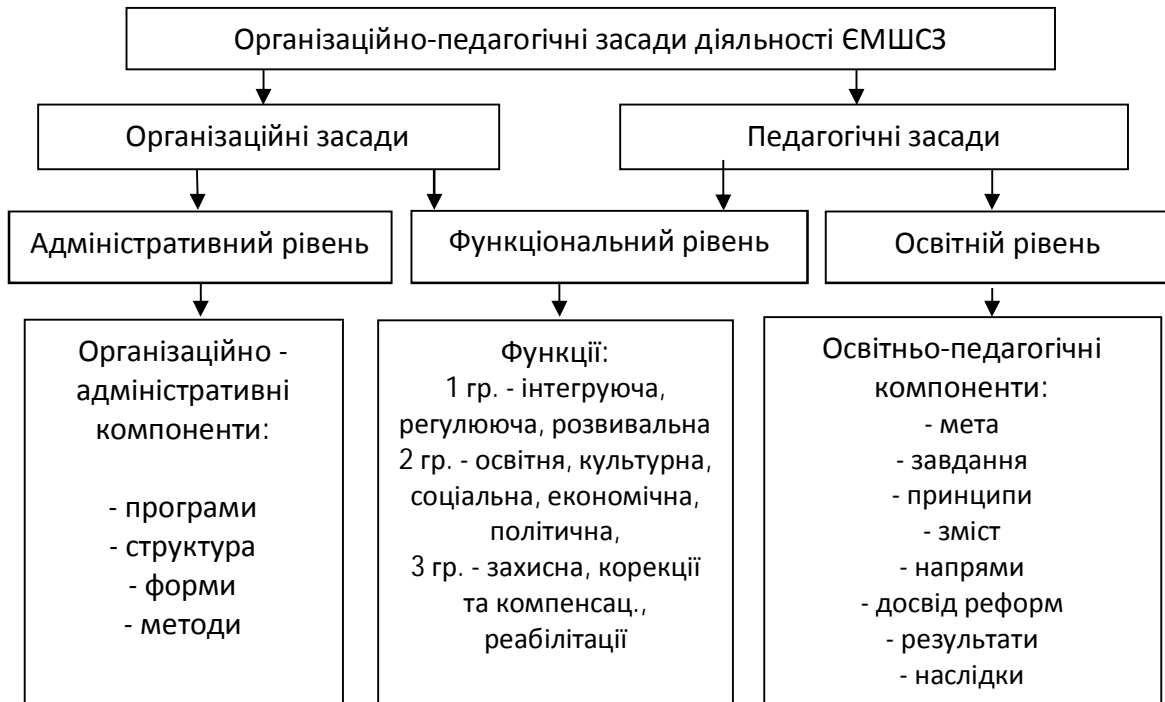 Організаційно-педагогічні засади діяльності ЄМШСЗ
Організаційні засади
Педагогічні засади
Адміністративний рівень
Функціональний рівень
Освітній рівень
Організаційно -
адміністративні
компоненти:
- програми
- структура
- форми
- методи
Функції:
1 гр. - інтегруюча,
регулююча, розвивальна
2 гр. - освітня, культурна,
соціальна, економічна,
політична,
3 гр. - захисна, корекції
та компенсац.,
реабілітації
Освітньо-педагогічні
компоненти:
- мета
- завдання
- принципи
- зміст
- напрями
- досвід реформ
- результати
- наслідки